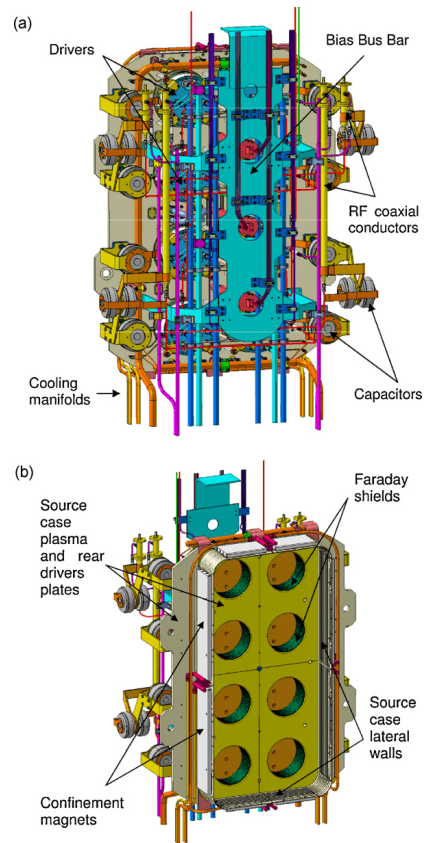 (a)
Drivers
Bias Bus Bar
RF coaxial
conductors
Cooling
manifolds
Capacitors
(b)
Source
case
plasma
and rear
drivers
plates
Faraday
shields
Source
case
lateral
walls
Confinement
magnets